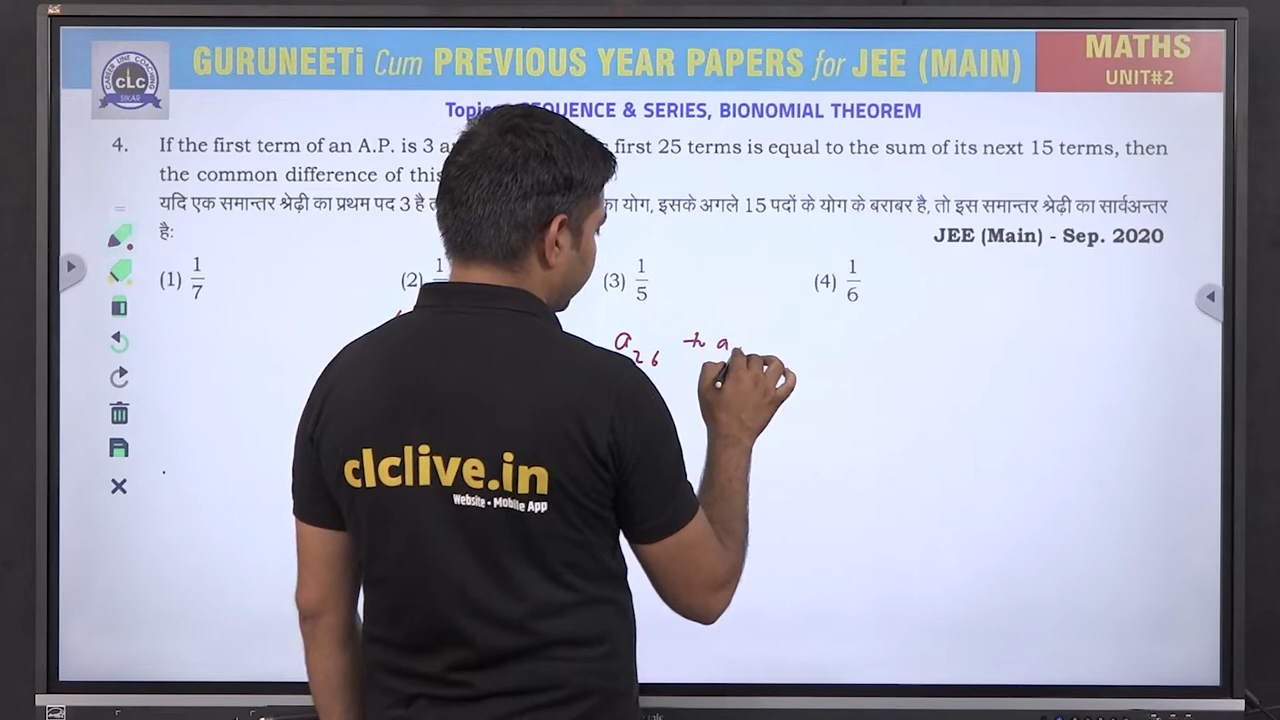 GURUNEETi Cum PREVIOUS YEAR PAPERS for JEE (MAIN)
MATHS
UNIT#2
CAREER LINE COACHING
CLC
SIKAR
SEQUENCE & SERIES, BIONOMIAL THEOREM
4. If the first term of an A.P. is 3 first 25 terms is equal to the sum of its next 15 terms, then
the common difference of this
यदि एक समान्तर श्रेढ़ी का प्रथम पद 3 है का योग, इसके अगले 15 पदों के योग के बराबर है, तो इस समान्तर श्रेढ़ी का सार्वअन्तर
है:
JEE (Main) - Sep. 2020
(1) 1/7 (2) (3) 1/5 (4) 1/6
a26 + a
clclive.in
Website - Mobile App